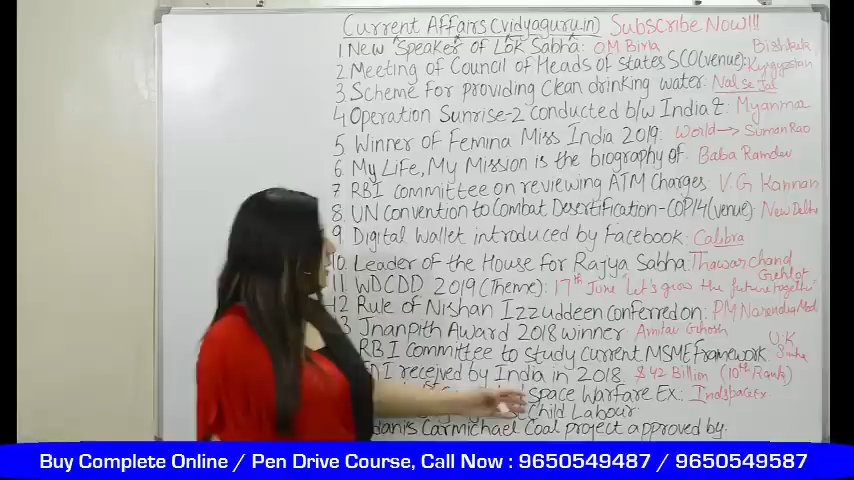 Current Affairs (vidyaguru.in) Subscribe Now!!!
1 New Speaker of Lok Sabha: OM Birla
2. Meeting of Council of Heads of states SCO(venue): Bishkek Kyrgyzstan
3. Scheme for providing Clean drinking water: Nal se Jal
4. Operation Sunrise-2 conducted b/w India & Myanmar
5 Winner of Femina Miss India 2019. World → Suman Rao
6. My Life, My Mission is the biography of. Baba Ramdev
7. RBI committee on reviewing ATM Charges: V.G Kannan
8. UN Convention to Combat Desertification-COP14(venue): New Delhi
9. Digital Wallet introduced by Facebook: Calibra
10. Leader of the House for Rajya Sabha: Thawar Chand Gehlot
11 WDCDD 2019 (Theme): 17th June "Let's grow the future together"
12 Rule of Nishan Izzuddeen conferred on: PM Narendra Modi
13 Jnanpith Award 2018 winner Amitav Ghosh
RBI Committee to study current MSME Framework U.K Sinha
FDI received by India in 2018 $42 Billion (10th Rank)
space Warfare Ex.: IndspaceEx
Child Labour
Adani's Carmichael Coal project approved by:
Buy Complete Online / Pen Drive Course, Call Now : 9650549487 / 9650549587